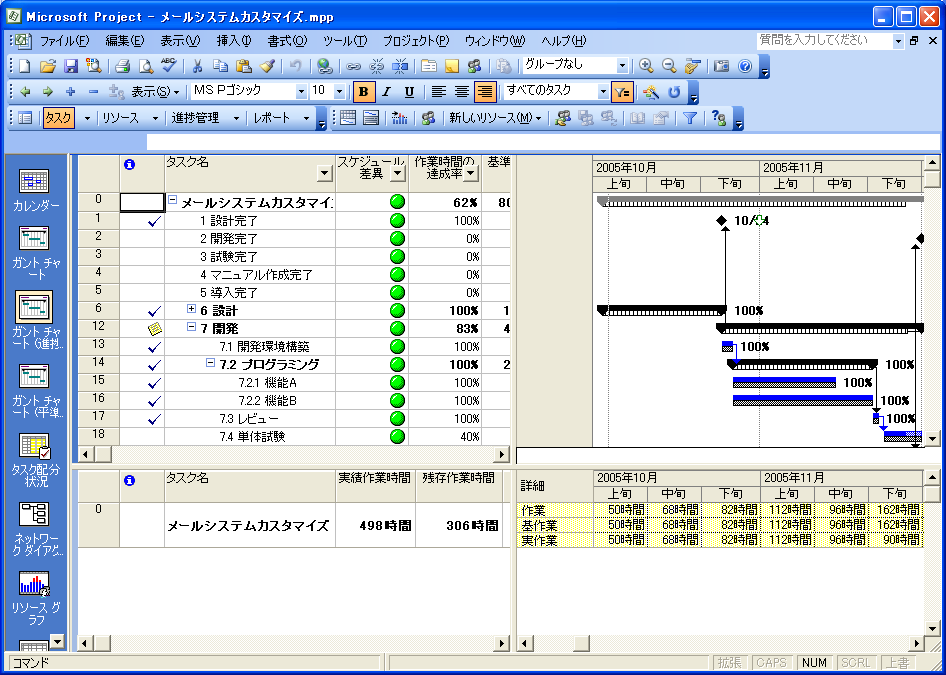 Microsoft Project - メールシステムカスタマイズ.mpp
ファイル(F) 編集(E) 表示(V) 挿入(I) 書式(O) ツール(T) プロジェクト(P) ウィンドウ(W) ヘルプ(H) 質問を入力してください
グループなし
表示(S) MS Pゴシック 10 B I U すべてのタスク
タスク リソース 進捗管理 レポート 新しいリソース(M)
カレンダー
ガント チャート
ガント チャート (進捗..
ガント チャート (平準..
タスク配分状況
ネットワーク ダイアグ..
リソース グラフ
タスク名 スケジュール差異 作業時間の達成率 基準
0 メールシステムカスタマイ 62% 80
1 1 設計完了 100%
2 2 開発完了 0%
3 3 試験完了 0%
4 4 マニュアル作成完了 0%
5 5 導入完了 0%
6 6 設計 100% 1
12 7 開発 83% 4
13 7.1 開発環境構築 100%
14 7.2 プログラミング 100% 2
15 7.2.1 機能A 100%
16 7.2.2 機能B 100%
17 7.3 レビュー 100%
18 7.4 単体試験 40%
2005年10月 2005年11月
上旬 中旬 下旬 上旬 中旬 下旬
100%
100%
100%
100%
100%
100%
タスク名 実績作業時間 残存作業時間
0 メールシステムカスタマイズ 498時間 306時間
詳細 2005年10月 2005年11月
上旬 中旬 下旬 上旬 中旬 下旬
作業 50時間 68時間 82時間 112時間 96時間 162時間
基作業 50時間 68時間 82時間 112時間 96時間 162時間
実作業 50時間 68時間 82時間 112時間 96時間 90時間
コマンド 拡張 CAPS NUM SCRL 上書